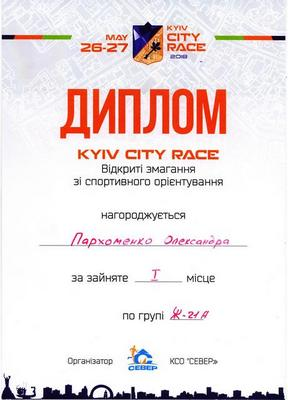 MAY
26-27
KYIV
CITY
RACE
2018
ДИПЛОМ
KYIV CITY RACE
Відкриті змагання
зі спортивного орієнтування
нагороджується
Пархоменко Олександра
за зайняте I місце
по групі Ж-21А
Організатор СЕВЕР КСО "СЕВЕР"